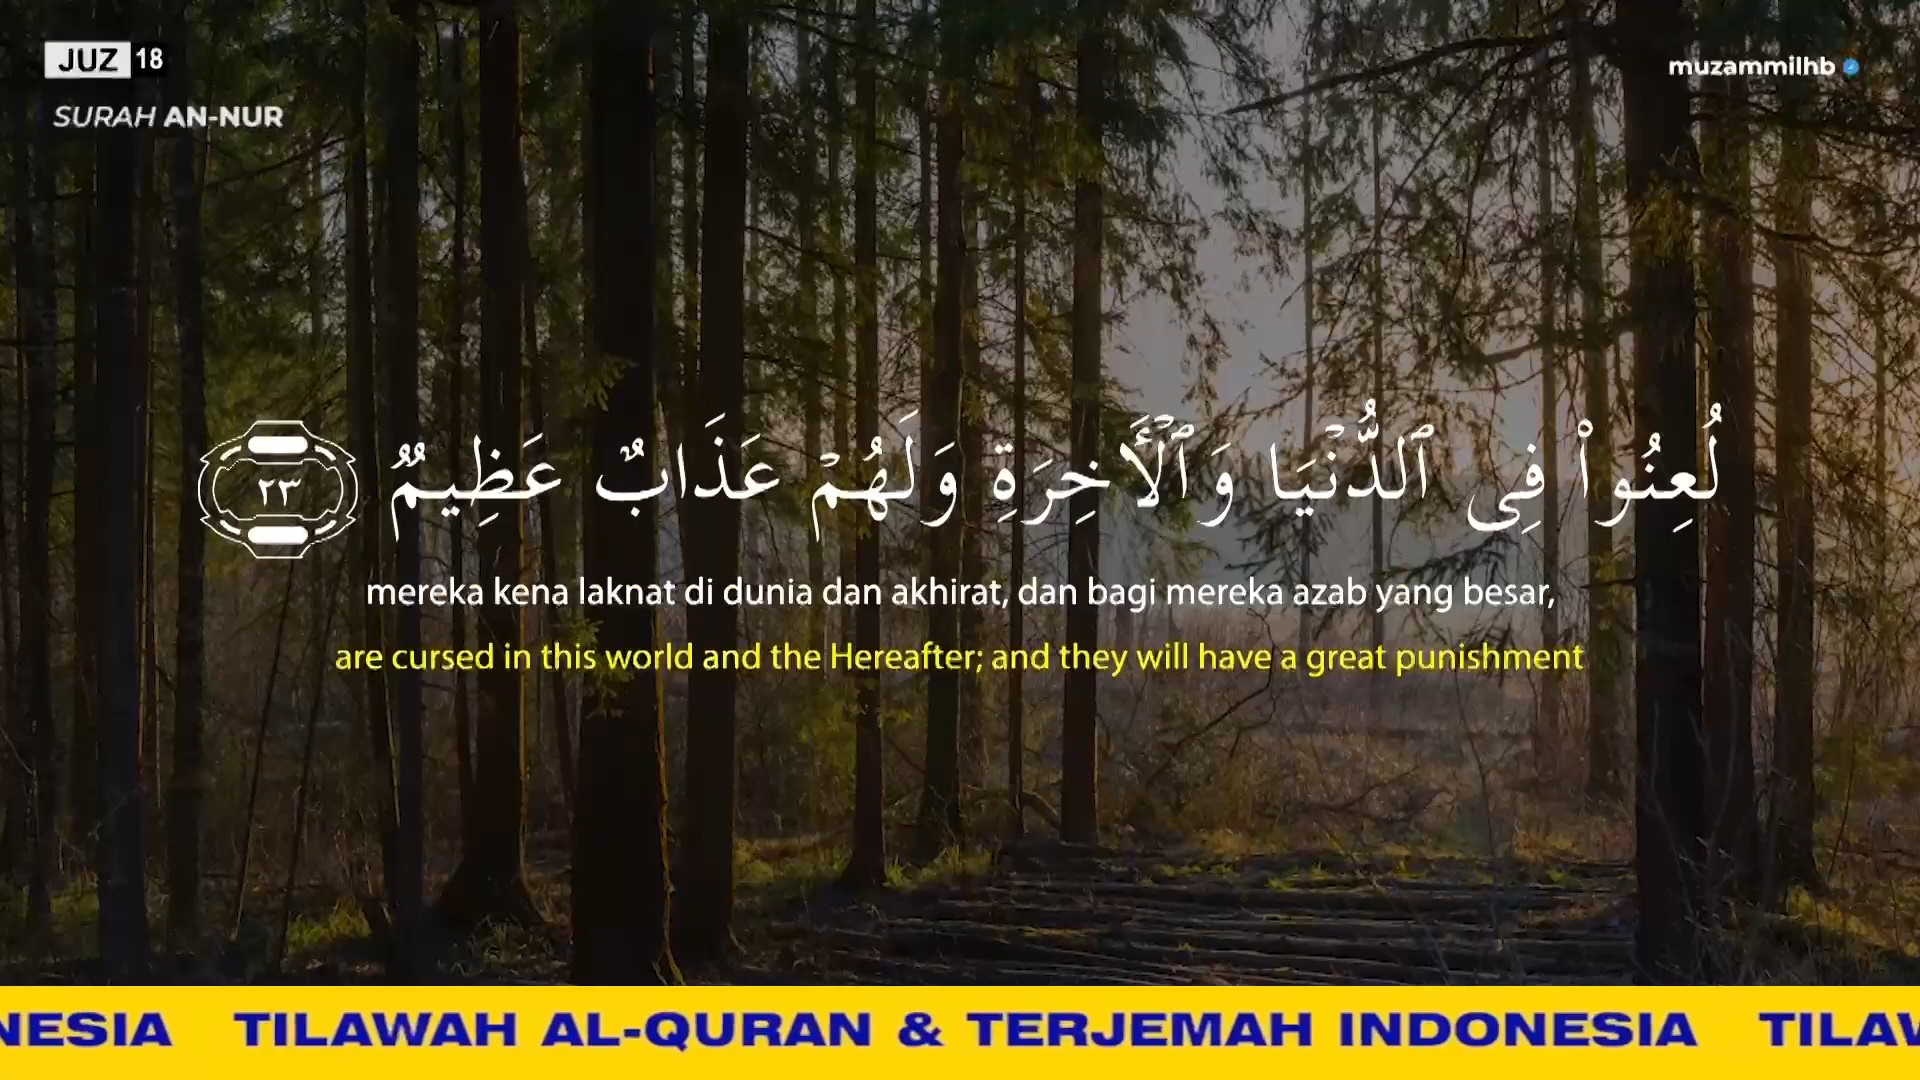 JUZ 18
muzammilhb
SURAH AN-NUR
لُعِنُوا۟ فِى ٱلدُّنْيَا وَٱلْأَخِرَةِ وَلَهُمْ عَذَابٌ عَظِيمٌ ٢٣
mereka kena laknat di dunia dan akhirat, dan bagi mereka azab yang besar,
are cursed in this world and the Hereafter; and they will have a great punishment
NESIA TILAWAH AL-QURAN & TERJEMAH INDONESIA TILAW